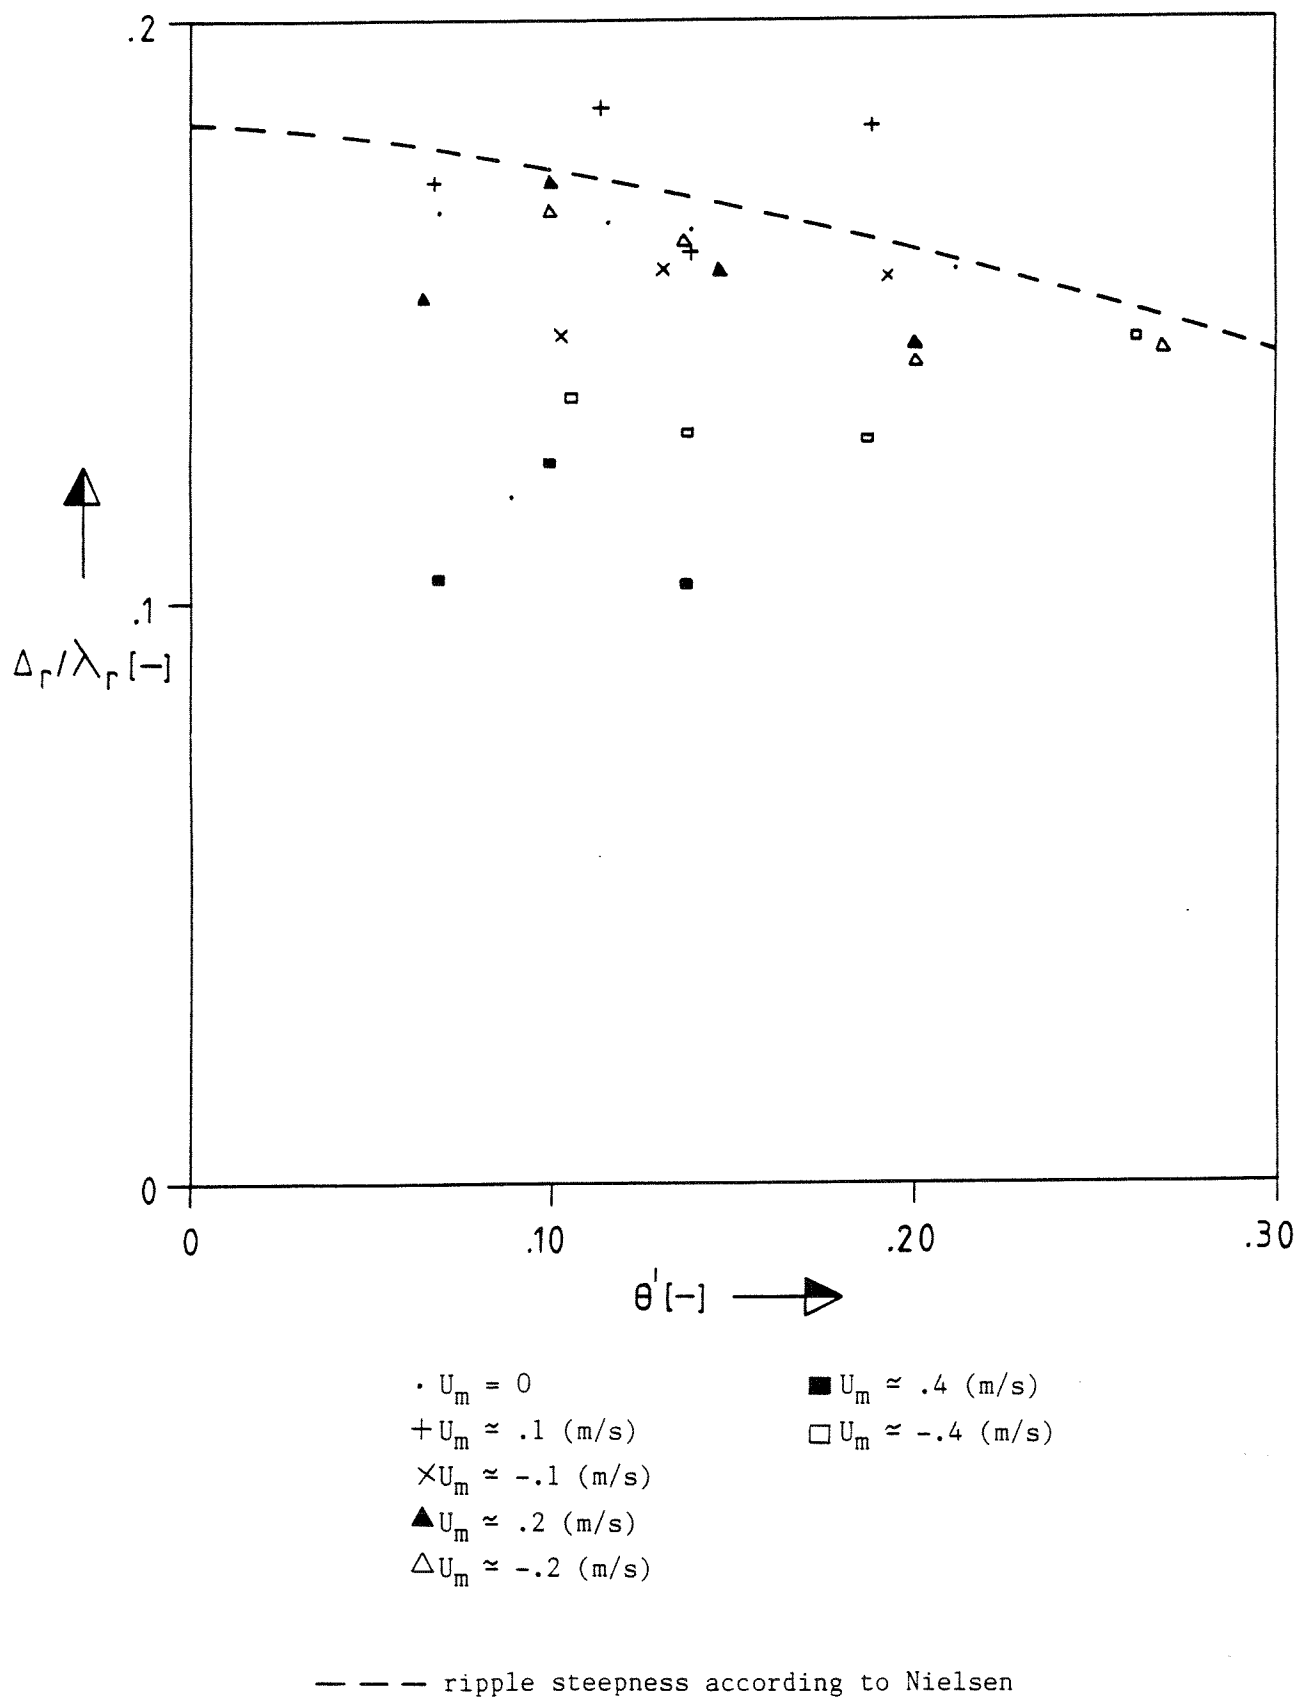 .2
.1
Δr/λr [-]
0
0 .10 .20 .30
θ' [-]
· Um = 0
+ Um ≃ .1 (m/s)
× Um ≃ -.1 (m/s)
▲ Um ≃ .2 (m/s)
△ Um ≃ -.2 (m/s)
■ Um ≃ .4 (m/s)
□ Um ≃ -.4 (m/s)
— — — ripple steepness according to Nielsen